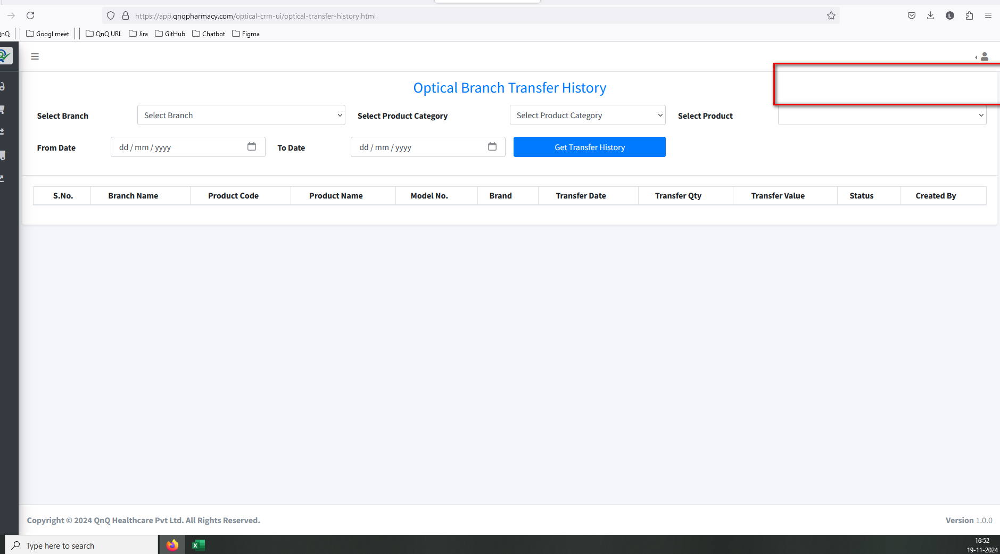 https://app.qnqpharmacy.com/optical-crm-ui/optical-transfer-history.html
L
QnQ Googl meet QnQ URL Jira GitHub Chatbot Figma
Optical Branch Transfer History
Select Branch Select Branch Select Product Category Select Product Category Select Product
From Date dd / mm / yyyy To Date dd / mm / yyyy Get Transfer History
S.No. Branch Name Product Code Product Name Model No. Brand Transfer Date Transfer Qty Transfer Value Status Created By
Copyright © 2024 QnQ Healthcare Pvt Ltd. All Rights Reserved. Version 1.0.0
Type here to search
16:52
19-11-2024